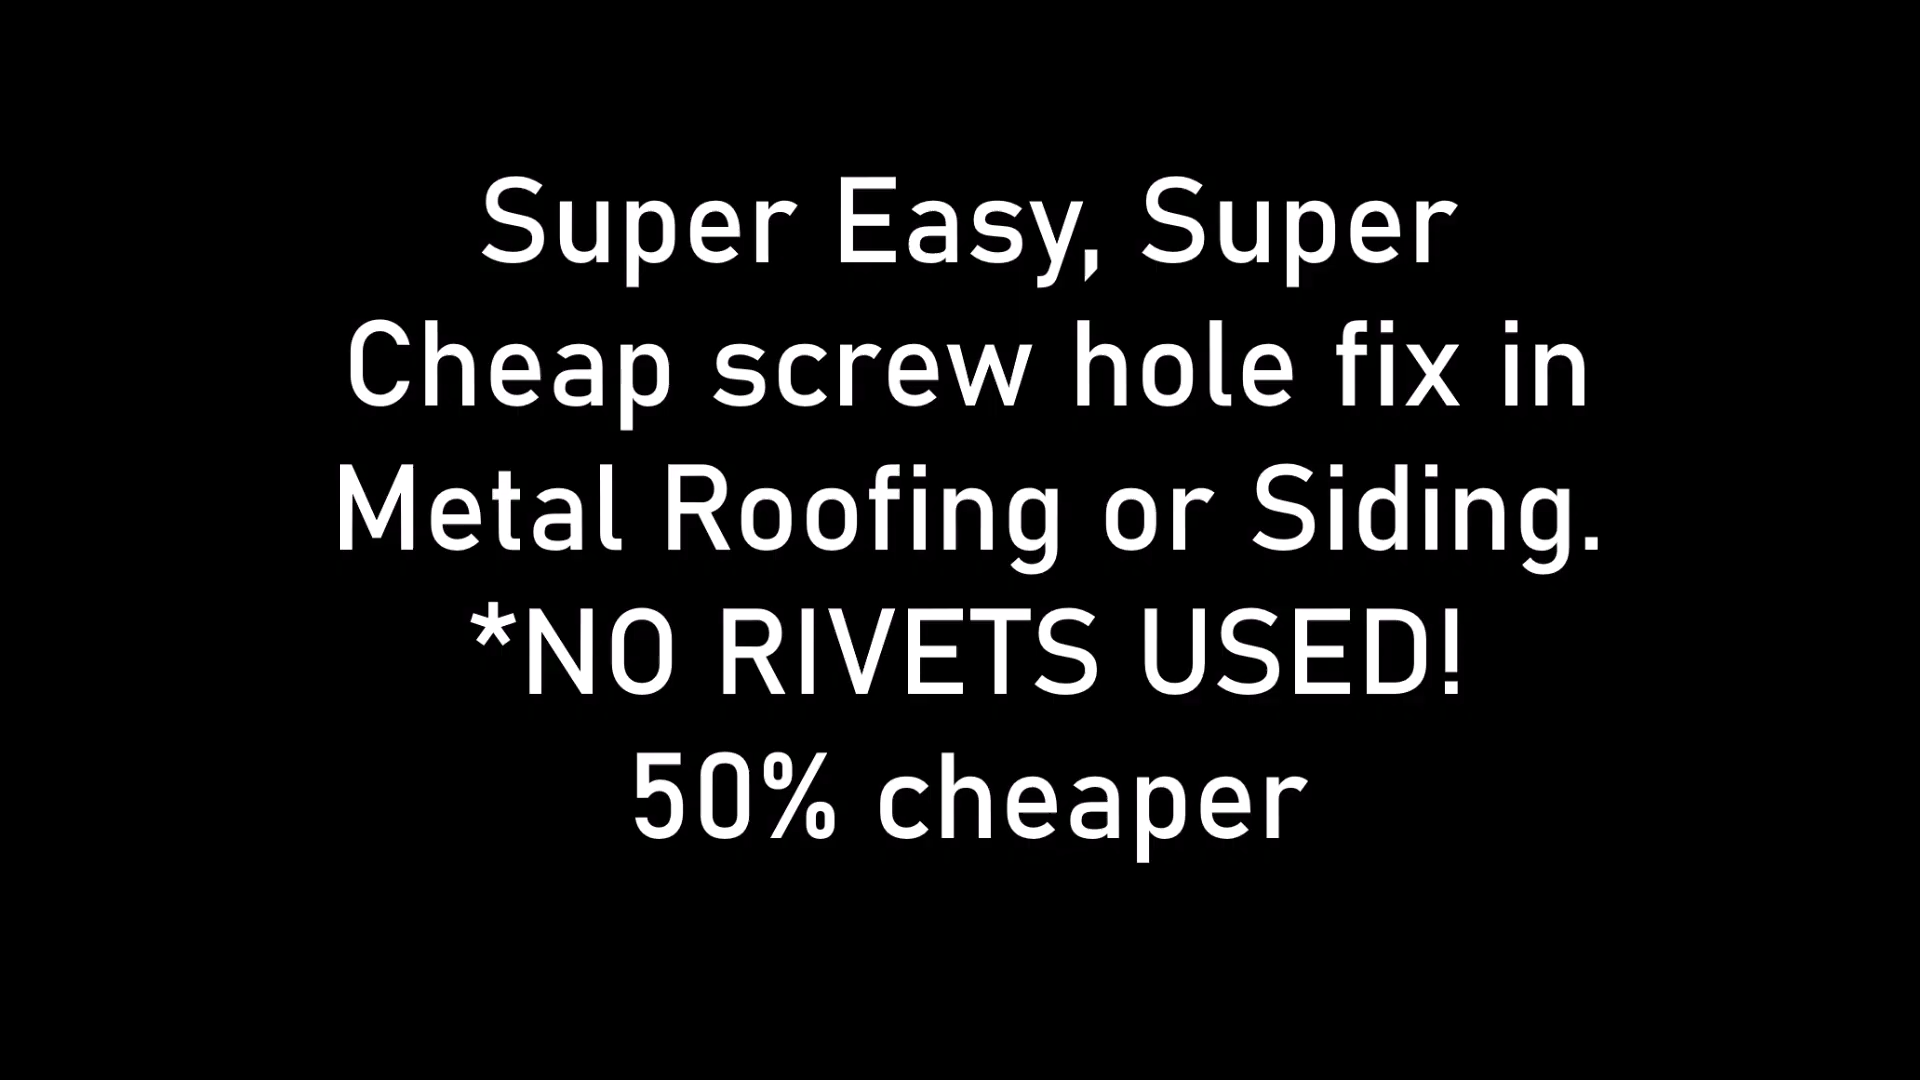 Super Easy, Super
Cheap screw hole fix in
Metal Roofing or Siding.
*NO RIVETS USED!
50% cheaper